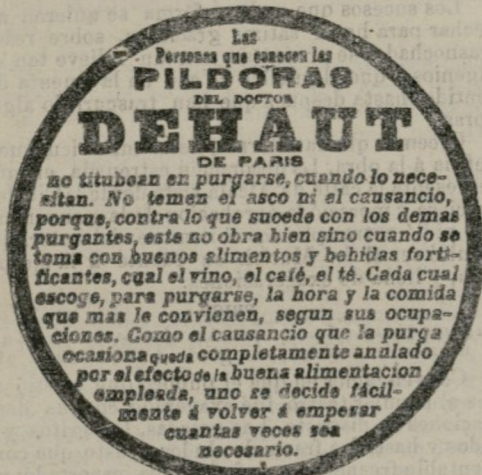 Las
Personas que conocen las
PILDORAS
DEL DOCTOR
DEHAUT
DE PARIS
no titubean en purgarse, cuando lo nece-
sitan. No temen el asco ni el causancio,
porque, contra lo que sucede con los demas
purgantes, este no obra bien sino cuando se
toma con buenos alimentos y bebidas forti-
ficantes, cual el vino, el café, el té. Cada cual
escoge, para purgarse, la hora y la comida
que mas le convienen, segun sus ocupa-
ciones. Como el causancio que la purga
ocasiona queda completamente anulado
por el efecto de la buena alimentacion
empleada, uno se decide fácil-
mente á volver á empezar
cuantas veces sea
necesario.